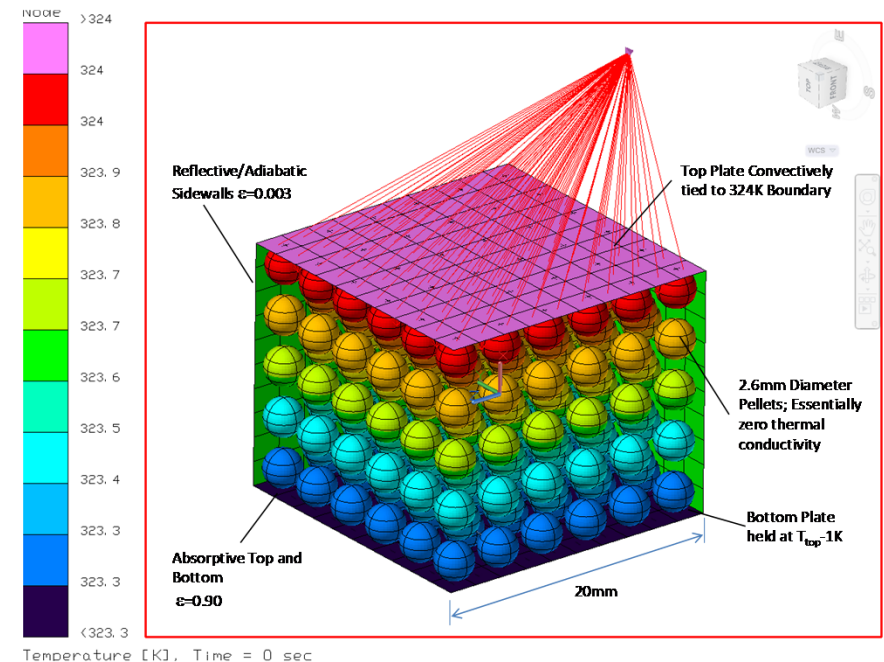 Node
>324
324
324
323. 9
323. 8
323. 7
323. 7
323. 6
323. 5
323. 4
323. 3
323. 3
<323. 3
Temperature [K], Time = 0 sec
Reflective/Adiabatic
Sidewalls ε=0.003
Top Plate Convectively
tied to 324K Boundary
2.6mm Diameter
Pellets; Essentially
zero thermal
conductivity
Bottom Plate
held at Ttop-1K
Absorptive Top and
Bottom
ε=0.90
20mm
TOP
FRONT
E
S
WCS